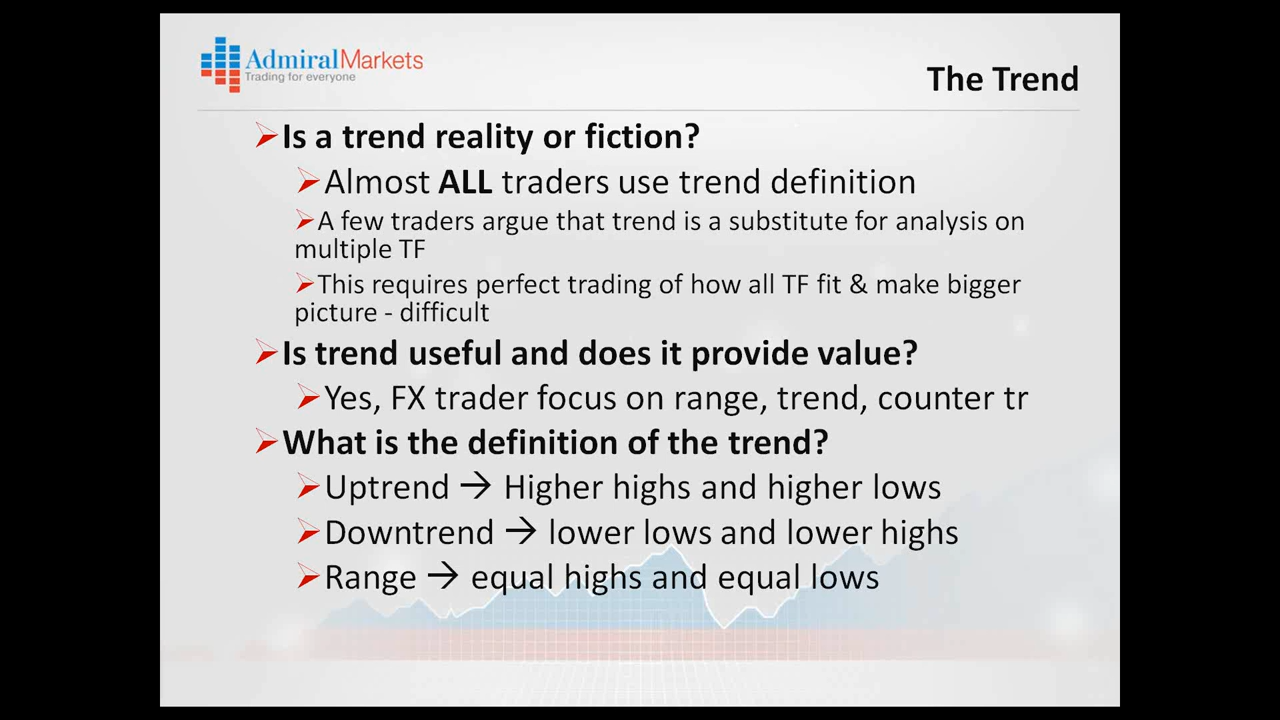 AdmiralMarkets
Trading for everyone
The Trend
Is a trend reality or fiction?
Almost ALL traders use trend definition
A few traders argue that trend is a substitute for analysis on
multiple TF
This requires perfect trading of how all TF fit & make bigger
picture - difficult
Is trend useful and does it provide value?
Yes, FX trader focus on range, trend, counter tr
What is the definition of the trend?
Uptrend → Higher highs and higher lows
Downtrend → lower lows and lower highs
Range → equal highs and equal lows